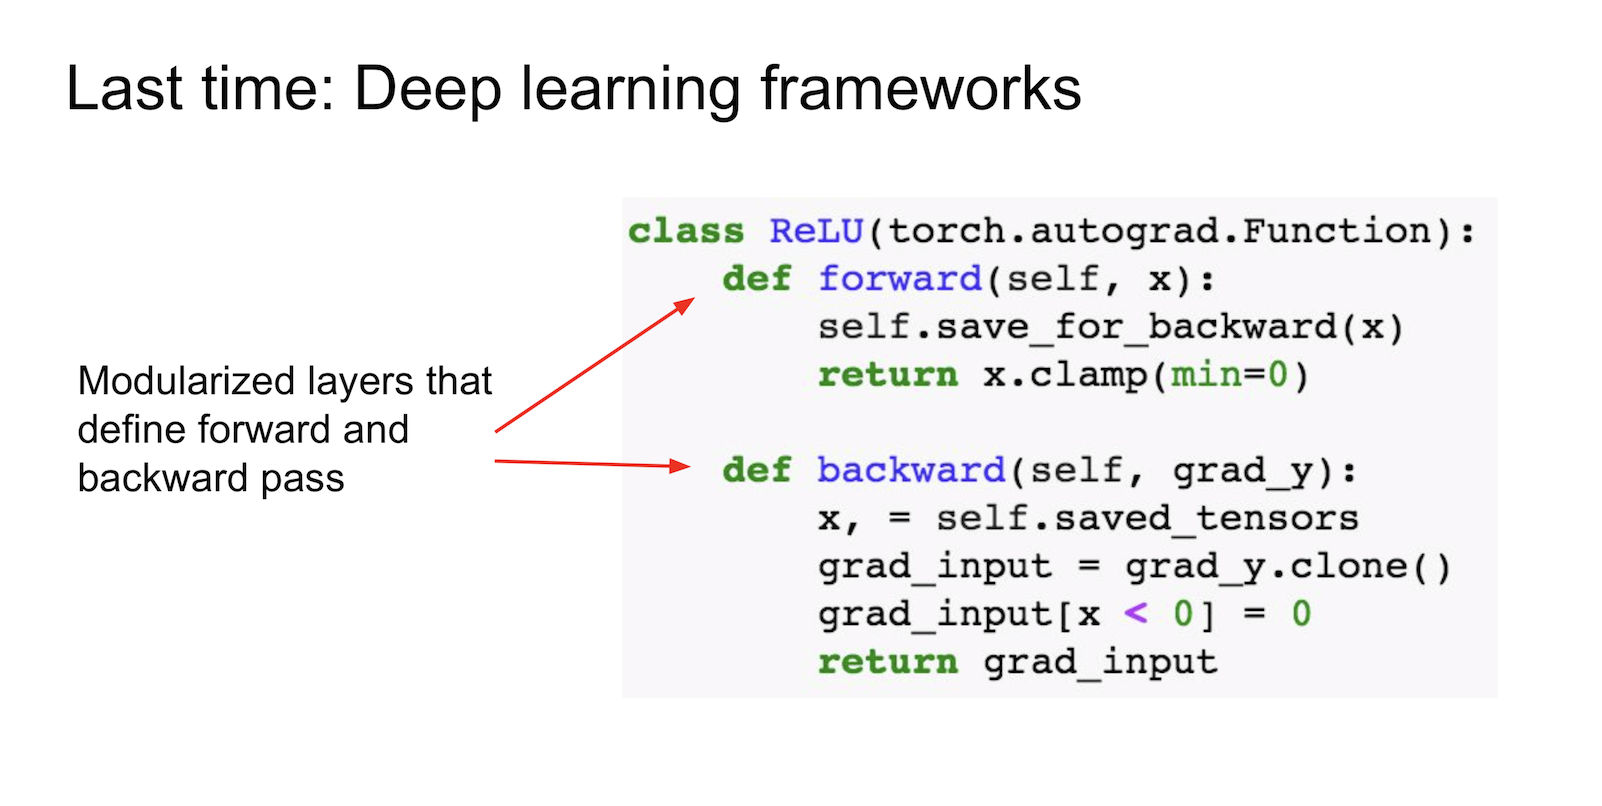 Last time: Deep learning frameworks
Modularized layers that
define forward and
backward pass
class ReLU(torch.autograd.Function):
    def forward(self, x):
        self.save_for_backward(x)
        return x.clamp(min=0)
    def backward(self, grad_y):
        x, = self.saved_tensors
        grad_input = grad_y.clone()
        grad_input[x < 0] = 0
        return grad_input